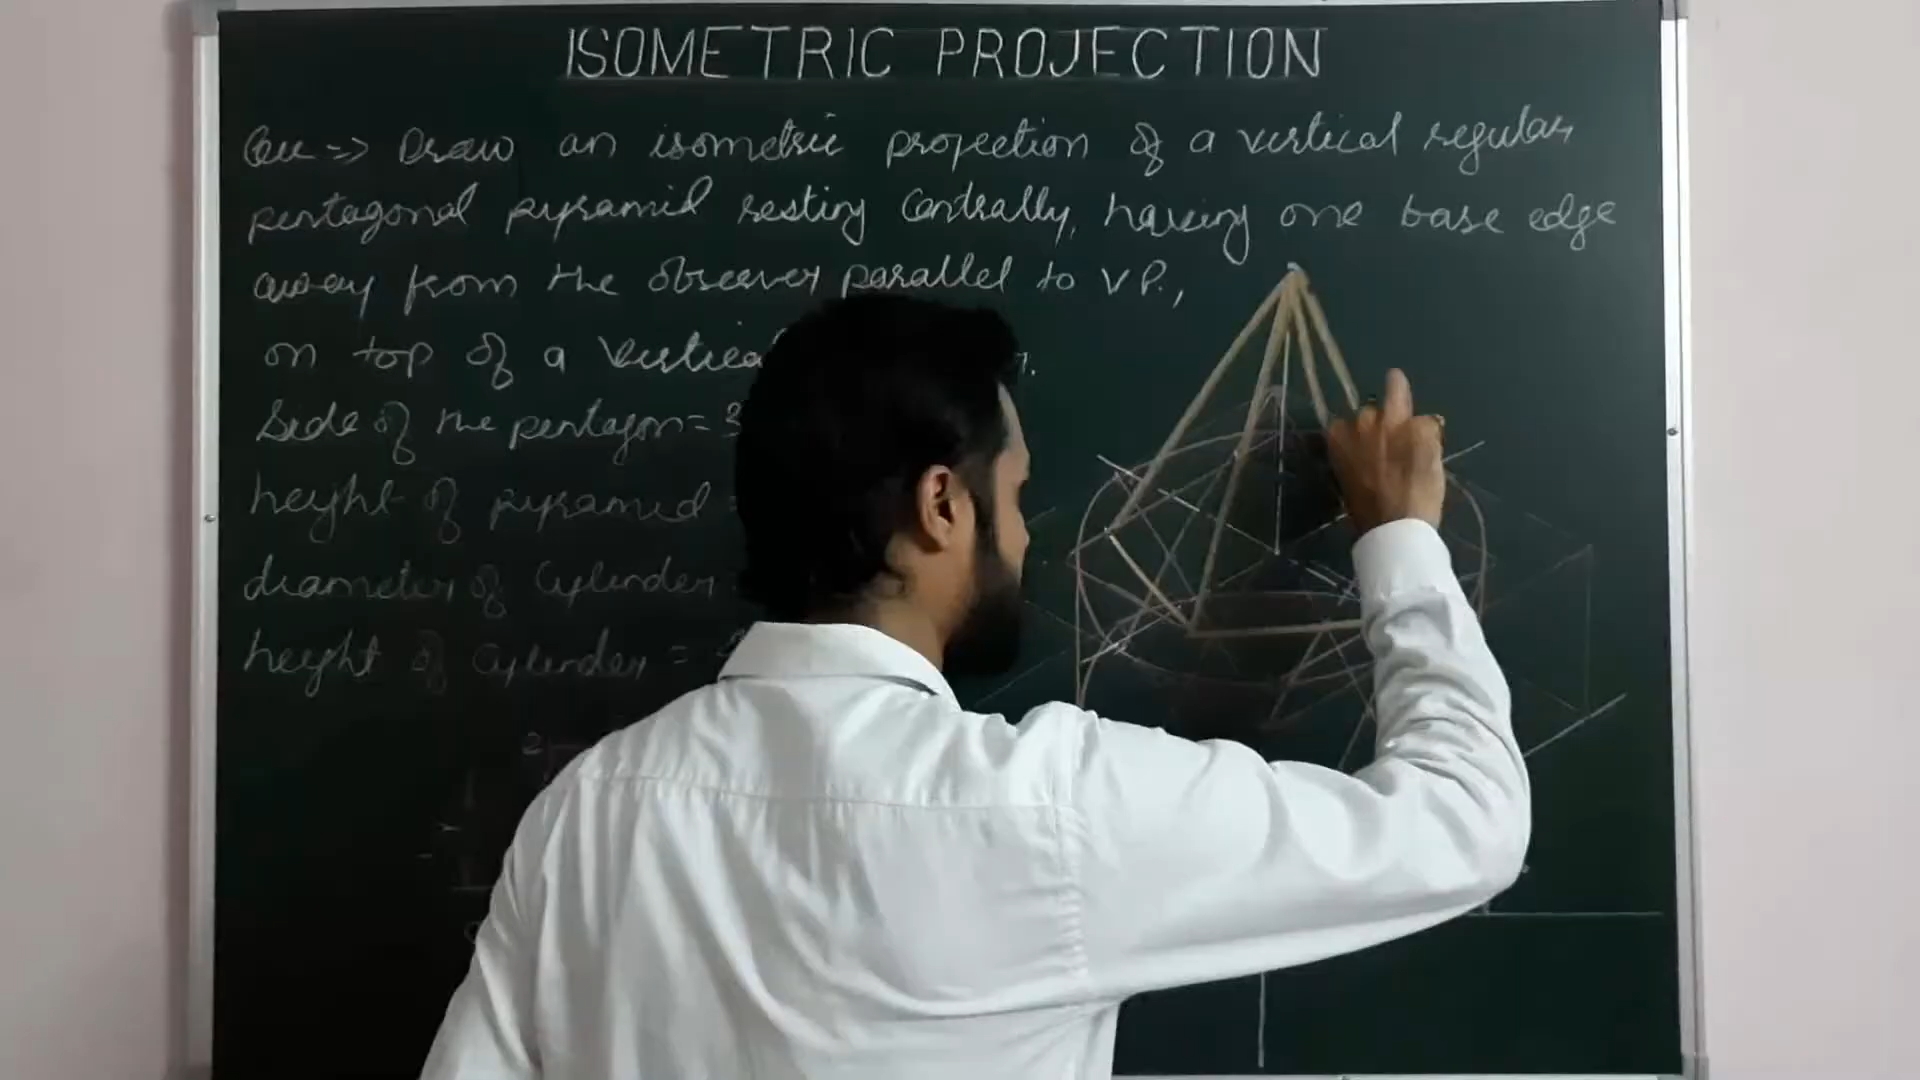 ISOMETRIC PROJECTION
Que => Draw an isometric projection of a vertical regular
pentagonal pyramid resting Centrally, having one base edge
away from the observer parallel to V P.,
on top of a Vertical
Side of the pentagon = 3
height of pyramid =
diameter of Cylinder
height of Cylinder =